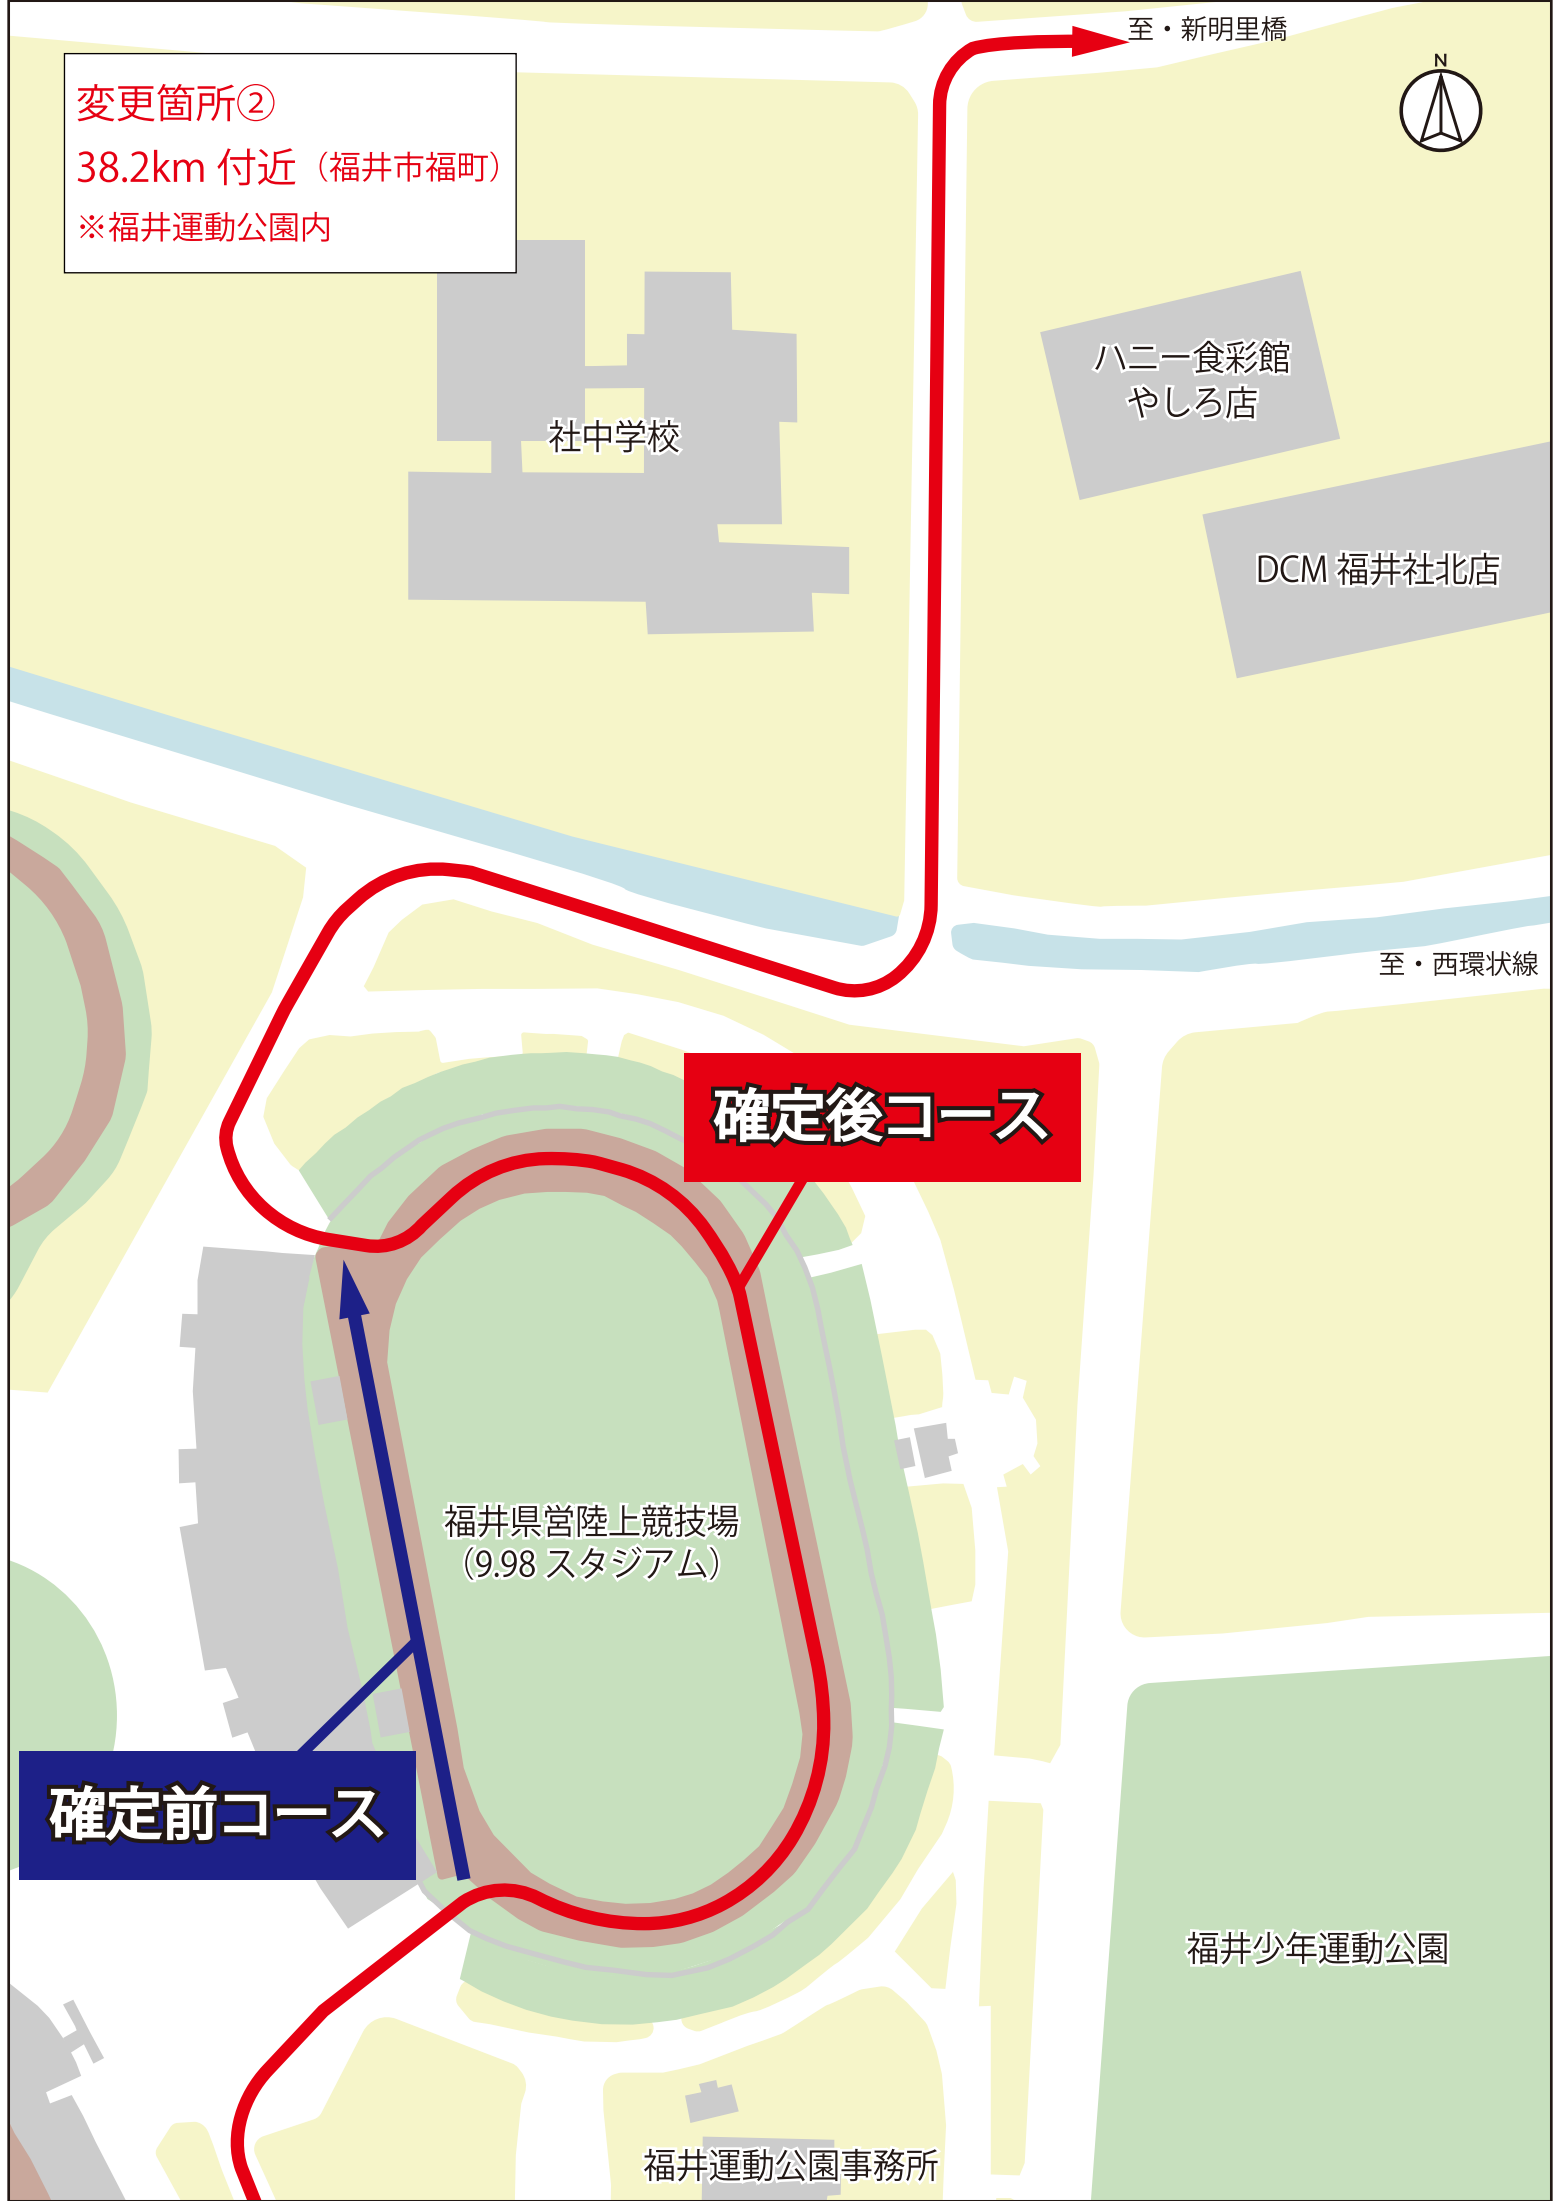 至・新明里橋
N
変更箇所②
38.2km 付近（福井市福町）
※福井運動公園内
ハニー食彩館
やしろ店
社中学校
DCM 福井社北店
至・西環状線
確定後コース
福井県営陸上競技場
（9.98 スタジアム）
確定前コース
福井少年運動公園
福井運動公園事務所